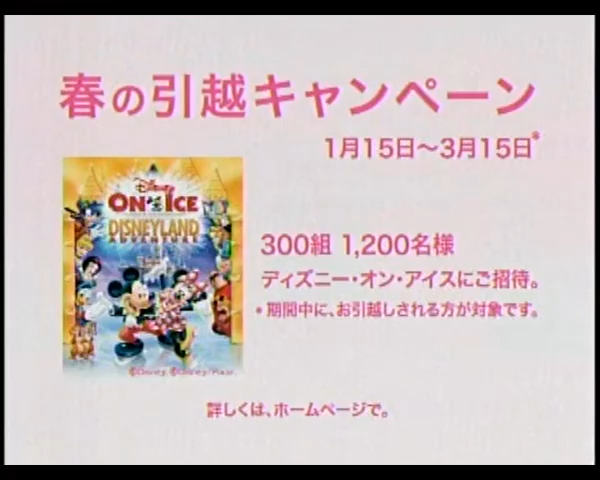 春の引越キャンペーン
1月15日～3月15日*
Disney
ON ICE
DISNEYLAND
ADVENTURE
300組 1,200名様
ディズニー・オン・アイスにご招待。
* 期間中に、お引越しされる方が対象です。
©Disney ©Disney/Pixar
詳しくは、ホームページで。